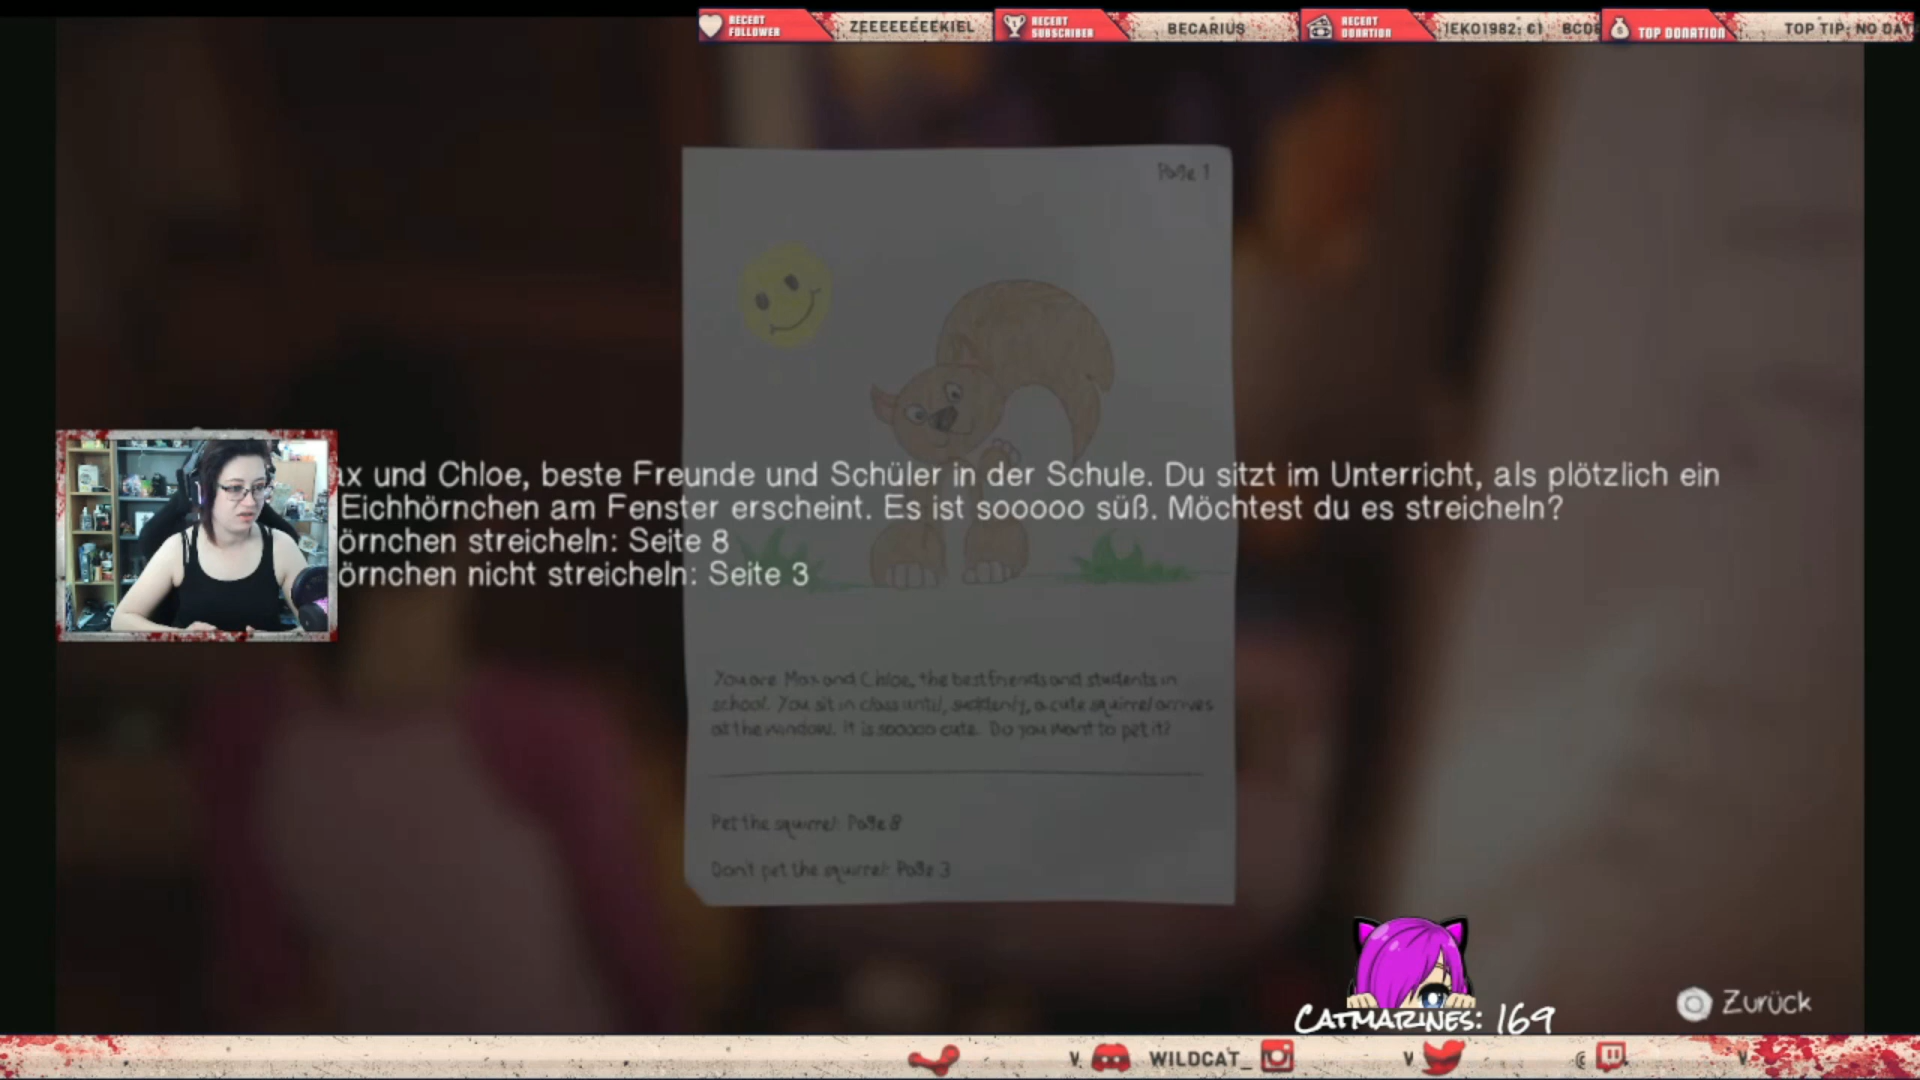 RECENT FOLLOWER
ZEEEEEEEEKIEL
RECENT SUBSCRIBER
BECARIUS
RECENT DONATION
1EKO1982: €1
TOP DONATION
TOP TIP: NO
Page 1
und Chloe, beste Freunde und Schüler in der Schule. Du sitzt im Unterricht, als plötzlich ein
Eichhörnchen am Fenster erscheint. Es ist sooooo süß. Möchtest du es streicheln?
örnchen streicheln: Seite 8
örnchen nicht streicheln: Seite 3
You are Max and Chloe, the best friends and students in
school. You sit in class until, suddenly, a cute squirrel arrives
at the window. It is sooooo cute. Do you want to pet it?
Pet the squirrel: Page 8
Don't pet the squirrel: Page 3
CATMARINES: 169
Zurück
WILDCAT_